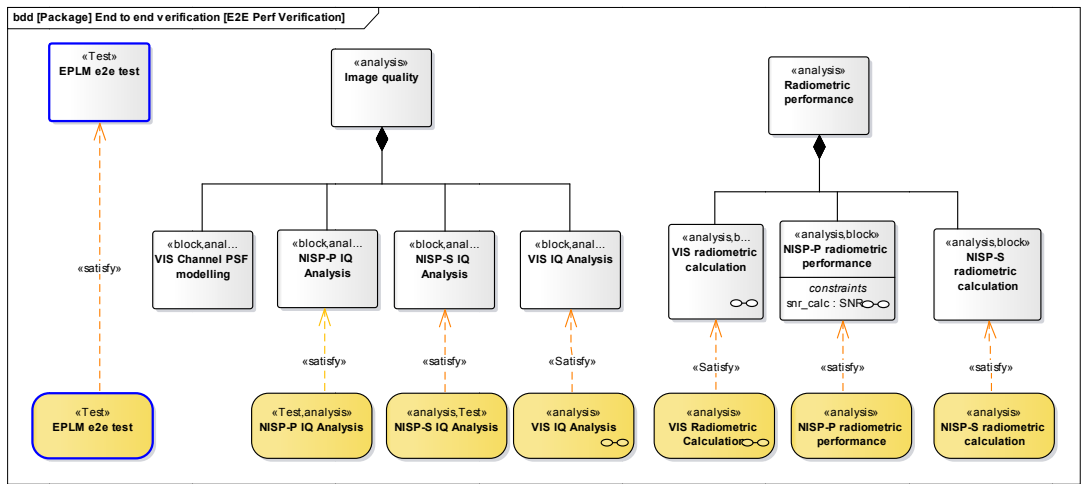 bdd [Package] End to end verification [E2E Perf Verification]
«Test»
EPLM e2e test
«analysis»
Image quality
«analysis»
Radiometric
performance
«block,anal...
VIS Channel PSF
modelling
«block,anal...
NISP-P IQ
Analysis
«block,anal...
NISP-S IQ
Analysis
«block,anal...
VIS IQ Analysis
«analysis,b...
VIS radiometric
calculation
«analysis,block»
NISP-P radiometric
performance
constraints
snr_calc : SNR
«analysis,block»
NISP-S
radiometric
calculation
«satisfy»
«satisfy»
«satisfy»
«Satisfy»
«Satisfy»
«satisfy»
«satisfy»
«Test»
EPLM e2e test
«Test,analysis»
NISP-P IQ Analysis
«analysis,Test»
NISP-S IQ Analysis
«analysis»
VIS IQ Analysis
«analysis»
VIS Radiometric
Calculation
«analysis»
NISP-P radiometric
performance
«analysis»
NISP-S radiometric
calculation